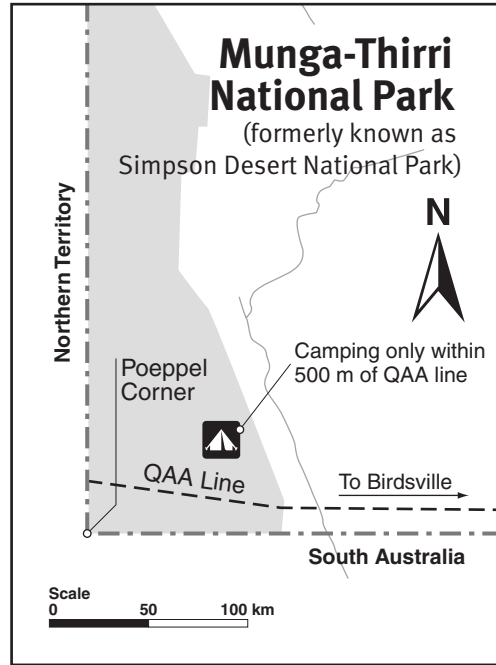 Munga-Thirri
National Park
(formerly known as
Simpson Desert National Park)
N
Northern Territory
Camping only within
500 m of QAA line
Poeppel
Corner
QAA Line
To Birdsville
South Australia
Scale
0 50 100 km